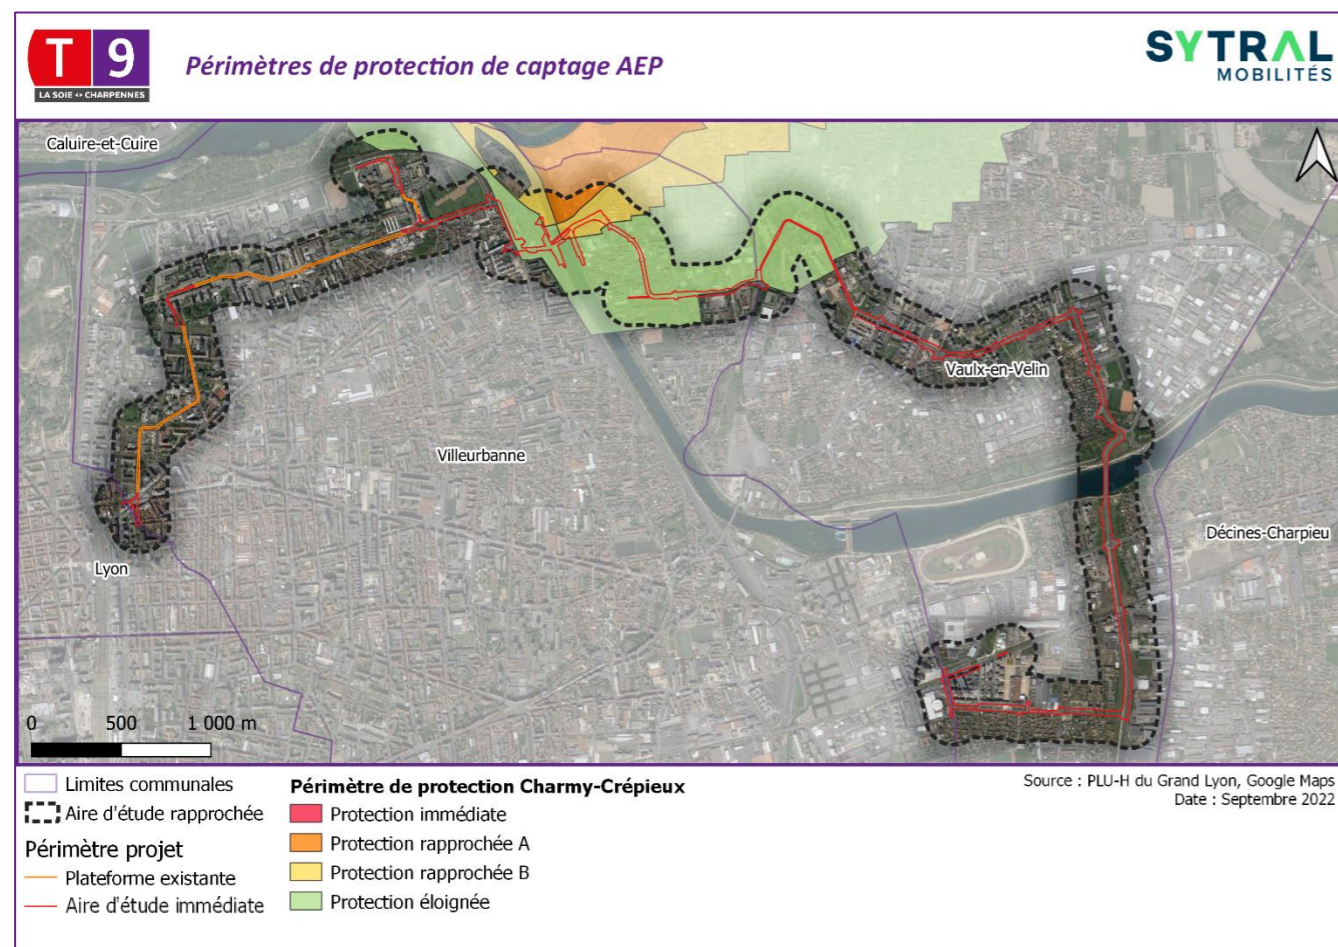 T 9
LA SOIE ↔ CHARPENNES
Périmètres de protection de captage AEP
SYTRAL
MOBILITÉS
Caluire-et-Cuire
Vaulx-en-Velin
Villeurbanne
Décines-Charpieu
Lyon
0 500 1 000 m
Limites communales
Aire d'étude rapprochée
Périmètre projet
Plateforme existante
Aire d'étude immédiate
Périmètre de protection Charmy-Crépieux
Protection immédiate
Protection rapprochée A
Protection rapprochée B
Protection éloignée
Source : PLU-H du Grand Lyon, Google Maps
Date : Septembre 2022